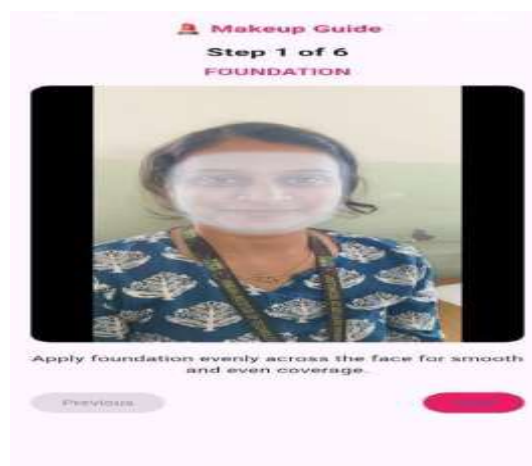 Makeup Guide
Step 1 of 6
FOUNDATION
Apply foundation evenly across the face for smooth
and even coverage.
Previous